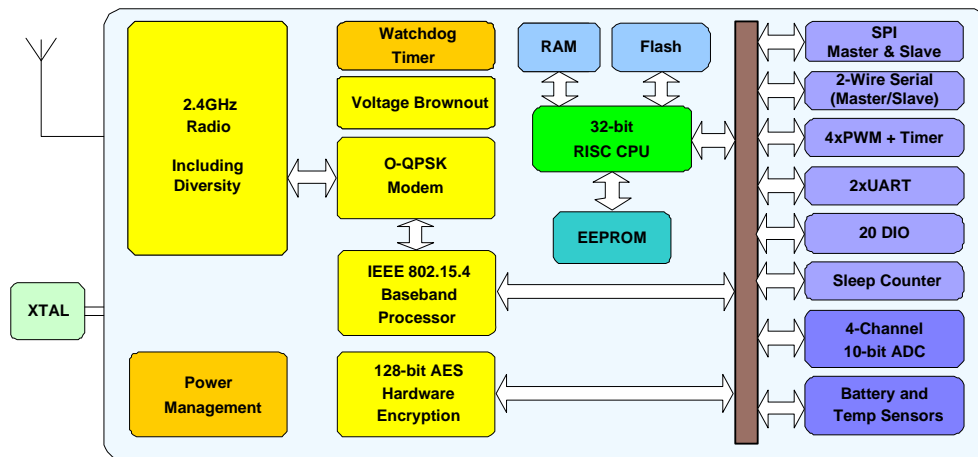 2.4GHz
Radio
Including
Diversity
XTAL
Power
Management
Watchdog
Timer
Voltage Brownout
O-QPSK
Modem
IEEE 802.15.4
Baseband
Processor
128-bit AES
Hardware
Encryption
RAM
Flash
32-bit
RISC CPU
EEPROM
SPI
Master & Slave
2-Wire Serial
(Master/Slave)
4xPWM + Timer
2xUART
20 DIO
Sleep Counter
4-Channel
10-bit ADC
Battery and
Temp Sensors